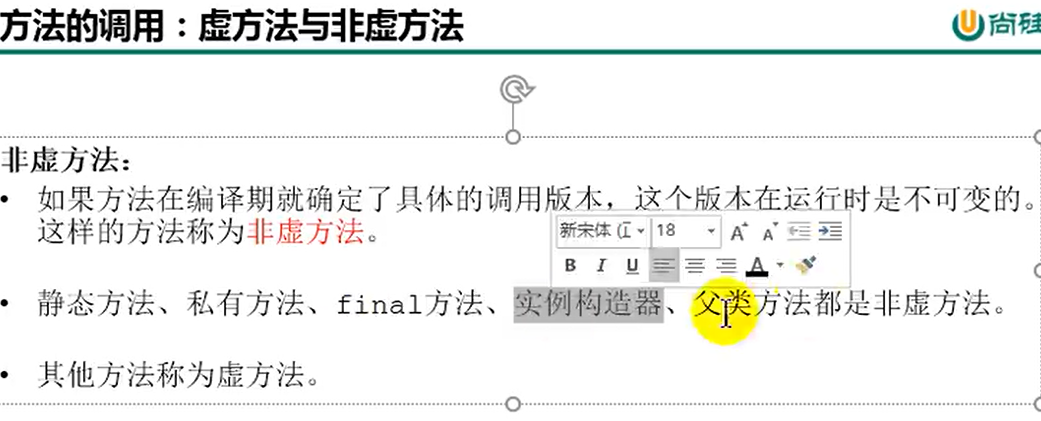 方法的调用：虚方法与非虚方法
尚硅
非虚方法：
• 如果方法在编译期就确定了具体的调用版本，这个版本在运行时是不可变的。
这样的方法称为非虚方法。
新宋体 (正 18 A A
B I U A
• 静态方法、私有方法、final方法、实例构造器、父类方法都是非虚方法。
• 其他方法称为虚方法。